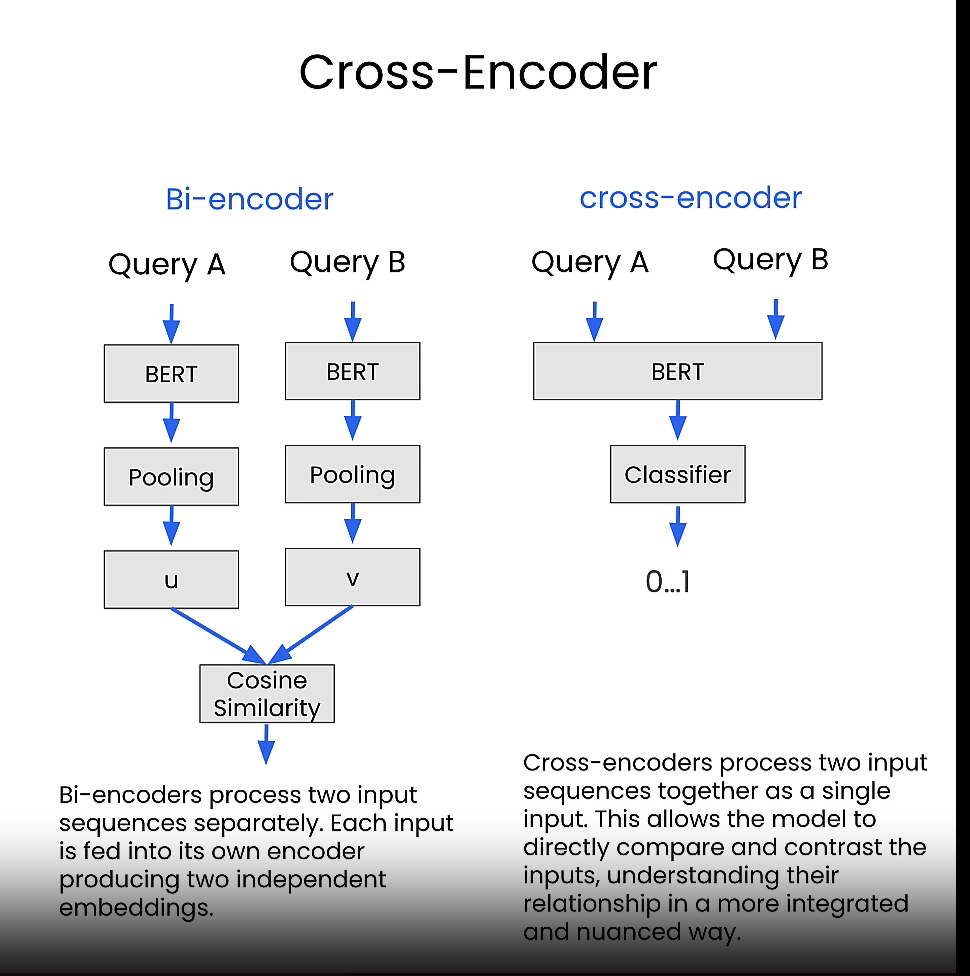 Cross-Encoder
Bi-encoder
Query A
Query B
BERT
BERT
Pooling
Pooling
u
v
Cosine
Similarity
Bi-encoders process two input
sequences separately. Each input
is fed into its own encoder
producing two independent
embeddings.
cross-encoder
Query A
Query B
BERT
Classifier
0...1
Cross-encoders process two input
sequences together as a single
input. This allows the model to
directly compare and contrast the
inputs, understanding their
relationship in a more integrated
and nuanced way.